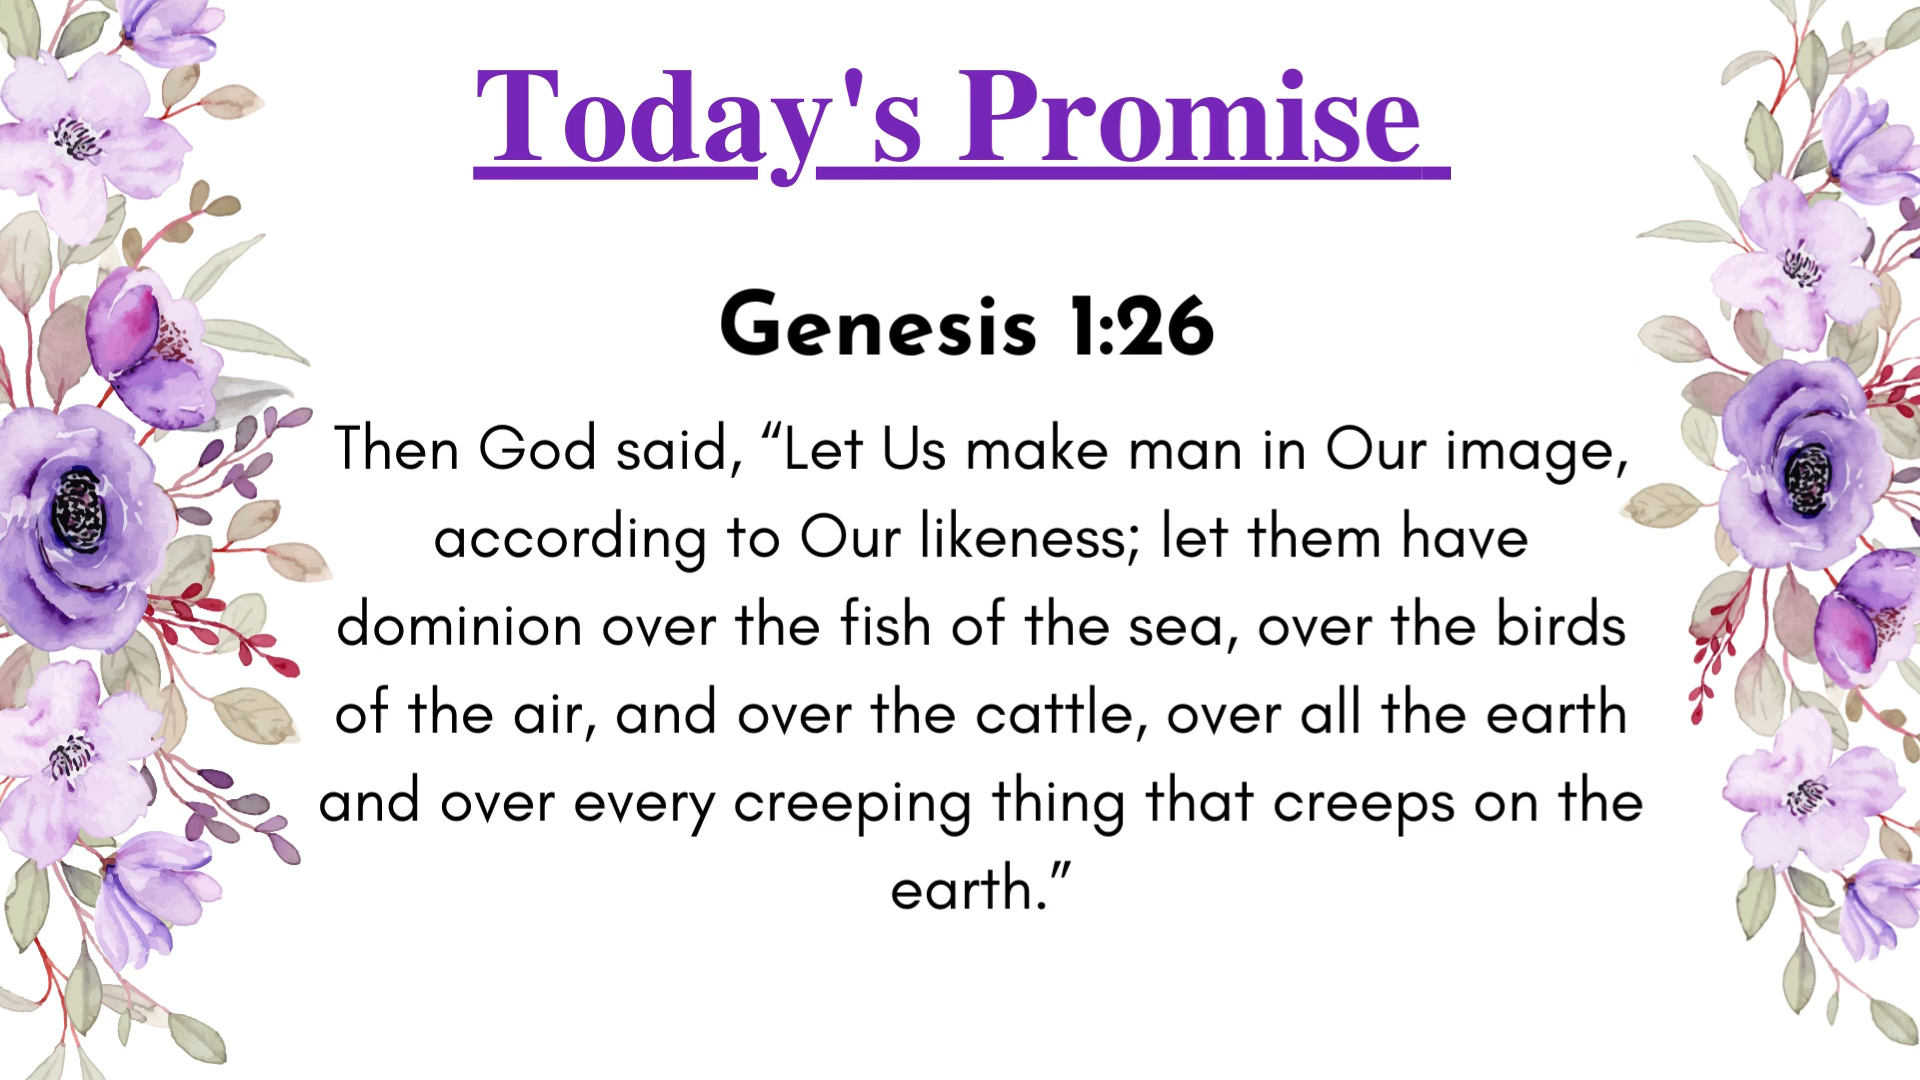 Today's Promise
Genesis 1:26
Then God said, “Let Us make man in Our image,
according to Our likeness; let them have
dominion over the fish of the sea, over the birds
of the air, and over the cattle, over all the earth
and over every creeping thing that creeps on the
earth.”